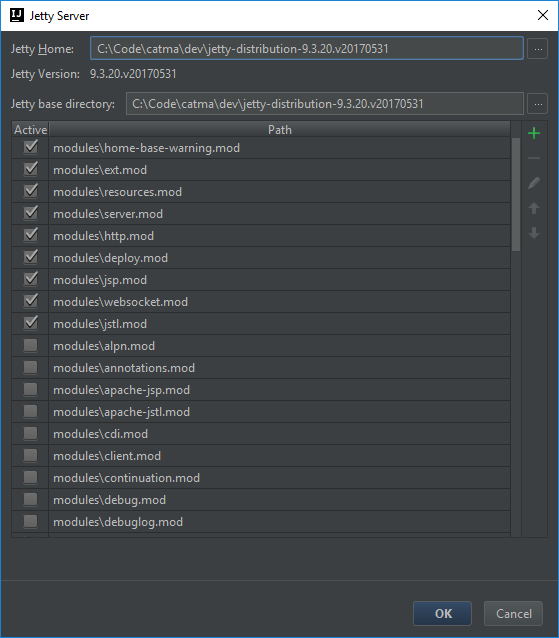 IJ Jetty Server
Jetty Home: C:\Code\catma\dev\jetty-distribution-9.3.20.v20170531 ...
Jetty Version: 9.3.20.v20170531
Jetty base directory: C:\Code\catma\dev\jetty-distribution-9.3.20.v20170531 ...
Active Path
modules\home-base-warning.mod
modules\ext.mod
modules\resources.mod
modules\server.mod
modules\http.mod
modules\deploy.mod
modules\jsp.mod
modules\websocket.mod
modules\jstl.mod
modules\alpn.mod
modules\annotations.mod
modules\apache-jsp.mod
modules\apache-jstl.mod
modules\cdi.mod
modules\client.mod
modules\continuation.mod
modules\debug.mod
modules\debuglog.mod
OK Cancel